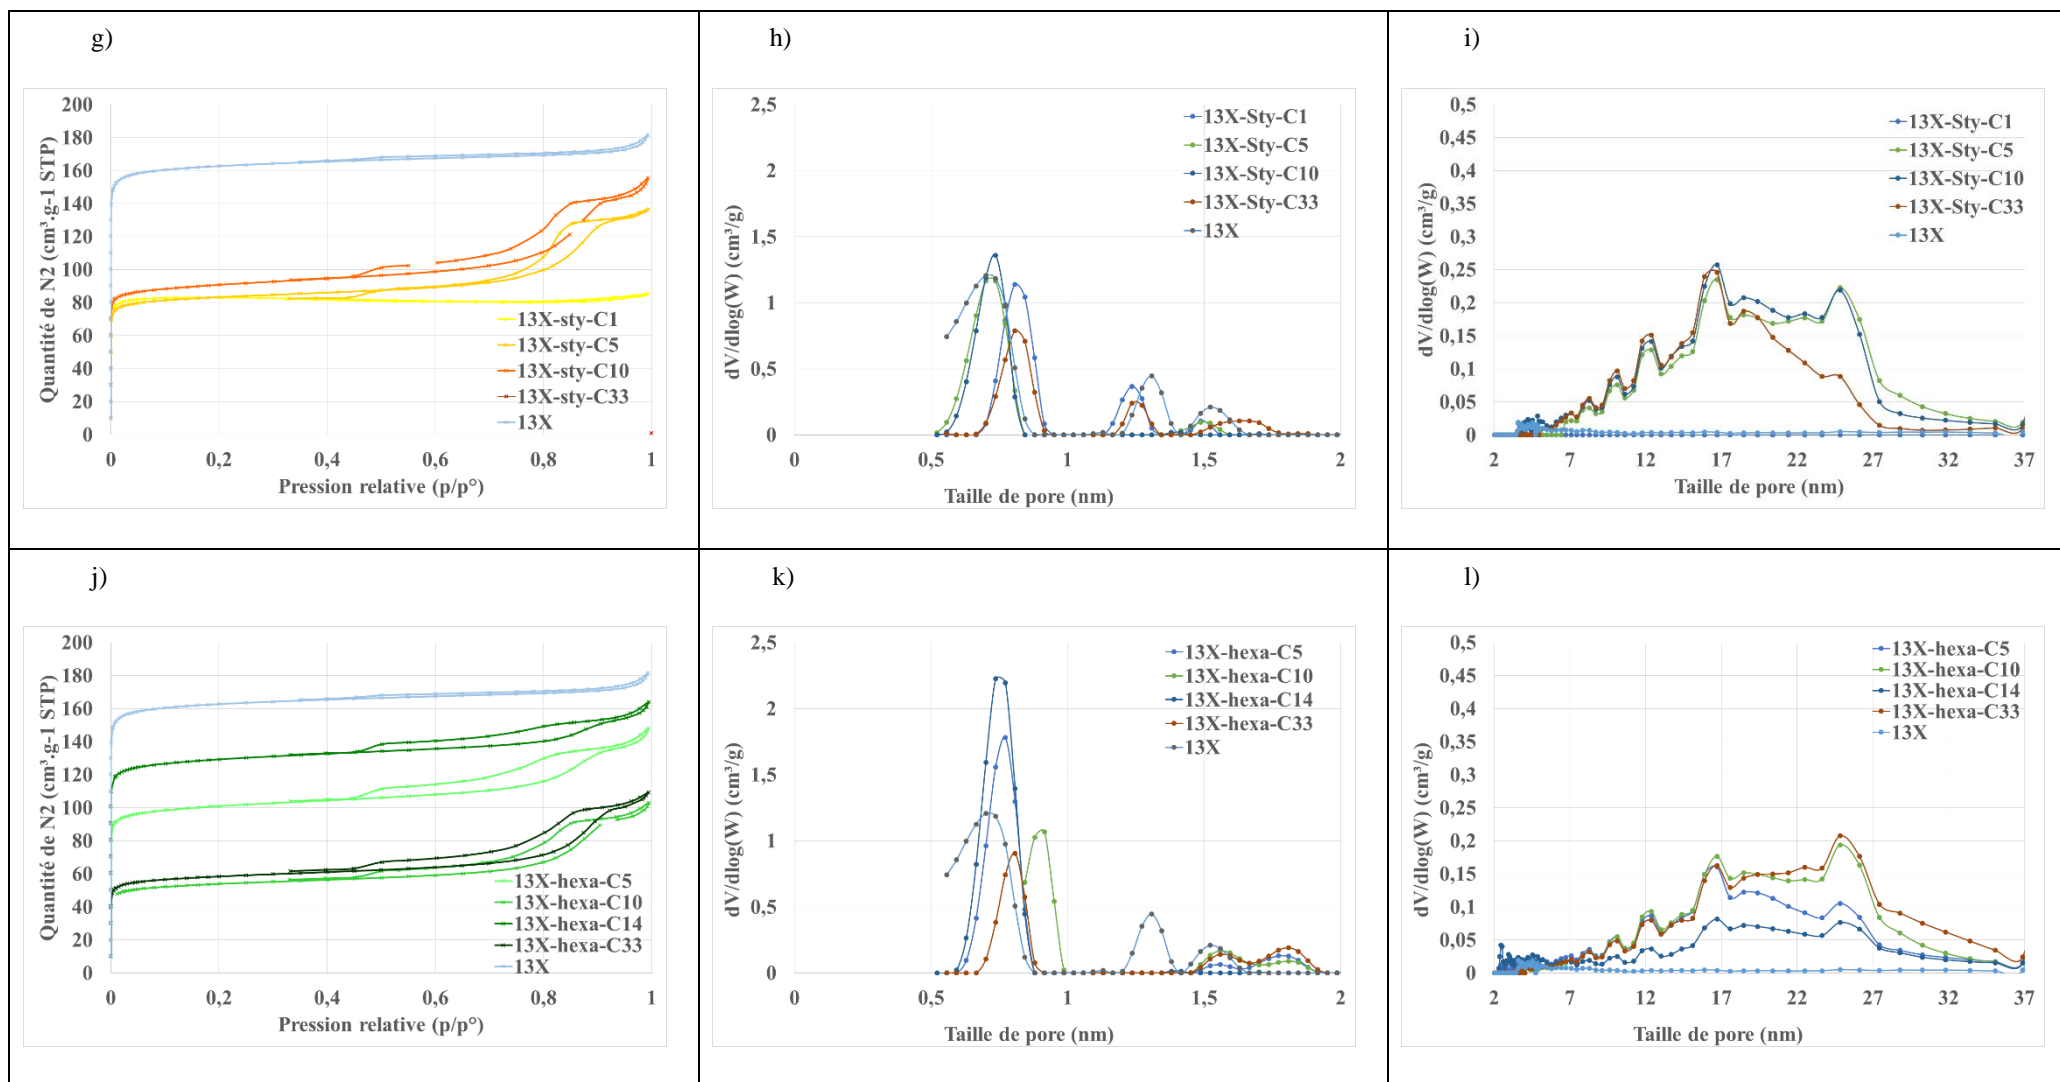 g)
Quantité de N2 (cm³.g-1 STP)
200
180
160
140
120
100
80
60
40
20
0
13X-sty-C1
13X-sty-C5
13X-sty-C10
13X-sty-C33
13X
0 0,2 0,4 0,6 0,8 1
Pression relative (p/p°)
h)
dV/dlog(W) (cm³/g)
2,5
2
1,5
1
0,5
0
13X-Sty-C1
13X-Sty-C5
13X-Sty-C10
13X-Sty-C33
13X
0 0,5 1 1,5 2
Taille de pore (nm)
i)
dV/dlog(W) (cm³/g)
0,5
0,45
0,4
0,35
0,3
0,25
0,2
0,15
0,1
0,05
0
13X-Sty-C1
13X-Sty-C5
13X-Sty-C10
13X-Sty-C33
13X
2 7 12 17 22 27 32 37
Taille de pore (nm)
j)
Quantité de N2 (cm³.g-1 STP)
200
180
160
140
120
100
80
60
40
20
0
13X-hexa-C5
13X-hexa-C10
13X-hexa-C14
13X-hexa-C33
13X
0 0,2 0,4 0,6 0,8 1
Pression relative (p/p°)
k)
dV/dlog(W) (cm³/g)
2,5
2
1,5
1
0,5
0
13X-hexa-C5
13X-hexa-C10
13X-hexa-C14
13X-hexa-C33
13X
0 0,5 1 1,5 2
Taille de pore (nm)
l)
dV/dlog(W) (cm³/g)
0,5
0,45
0,4
0,35
0,3
0,25
0,2
0,15
0,1
0,05
0
13X-hexa-C5
13X-hexa-C10
13X-hexa-C14
13X-hexa-C33
13X
2 7 12 17 22 27 32 37
Taille de pore (nm)